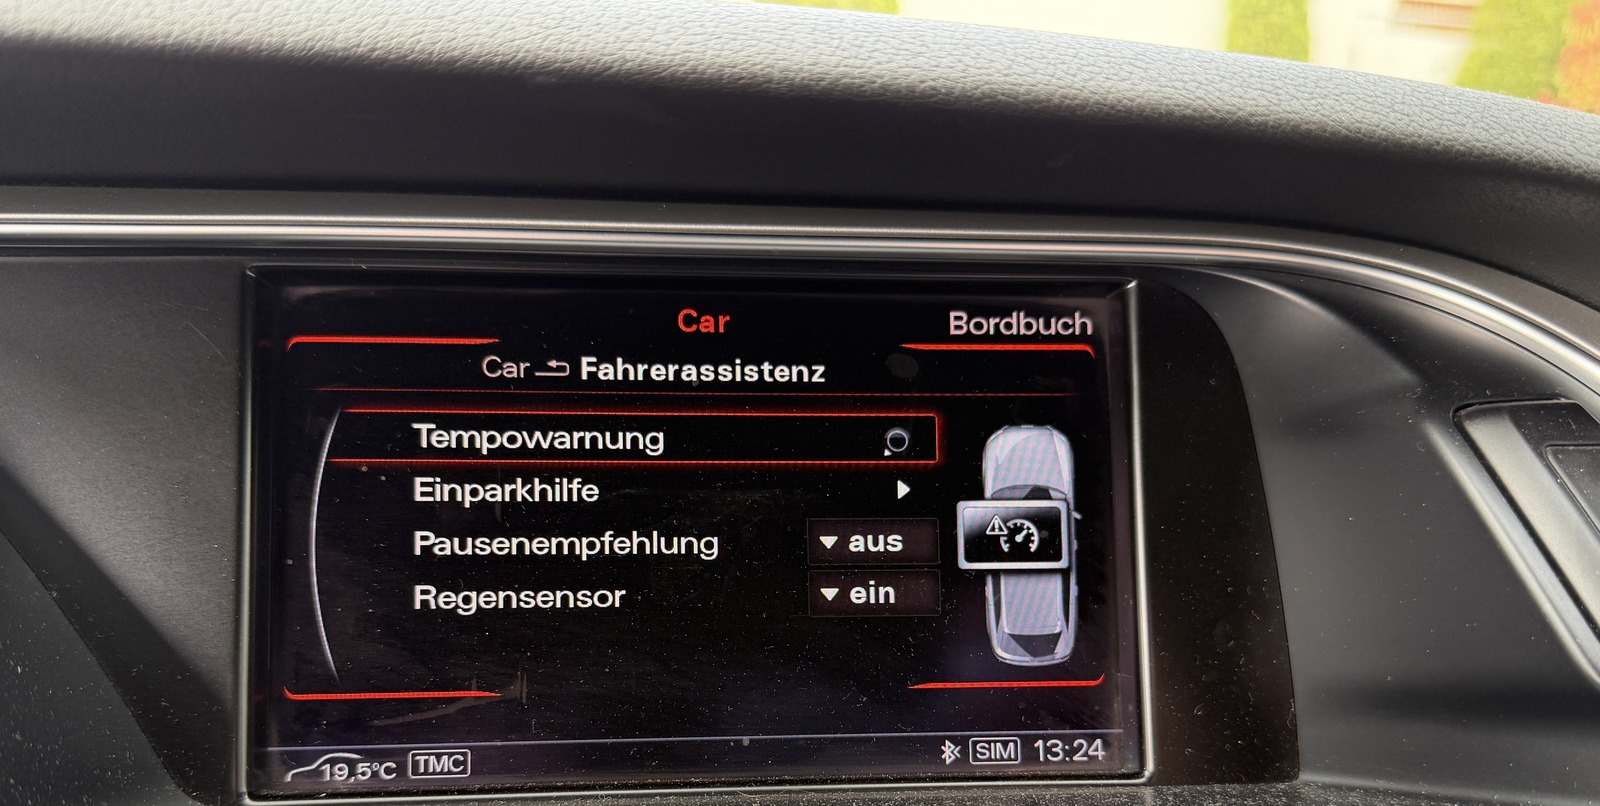 Car
Bordbuch
Car Fahrerassistenz
Tempowarnung
Einparkhilfe
Pausenempfehlung aus
Regensensor ein
19,5°C TMC SIM 13:24